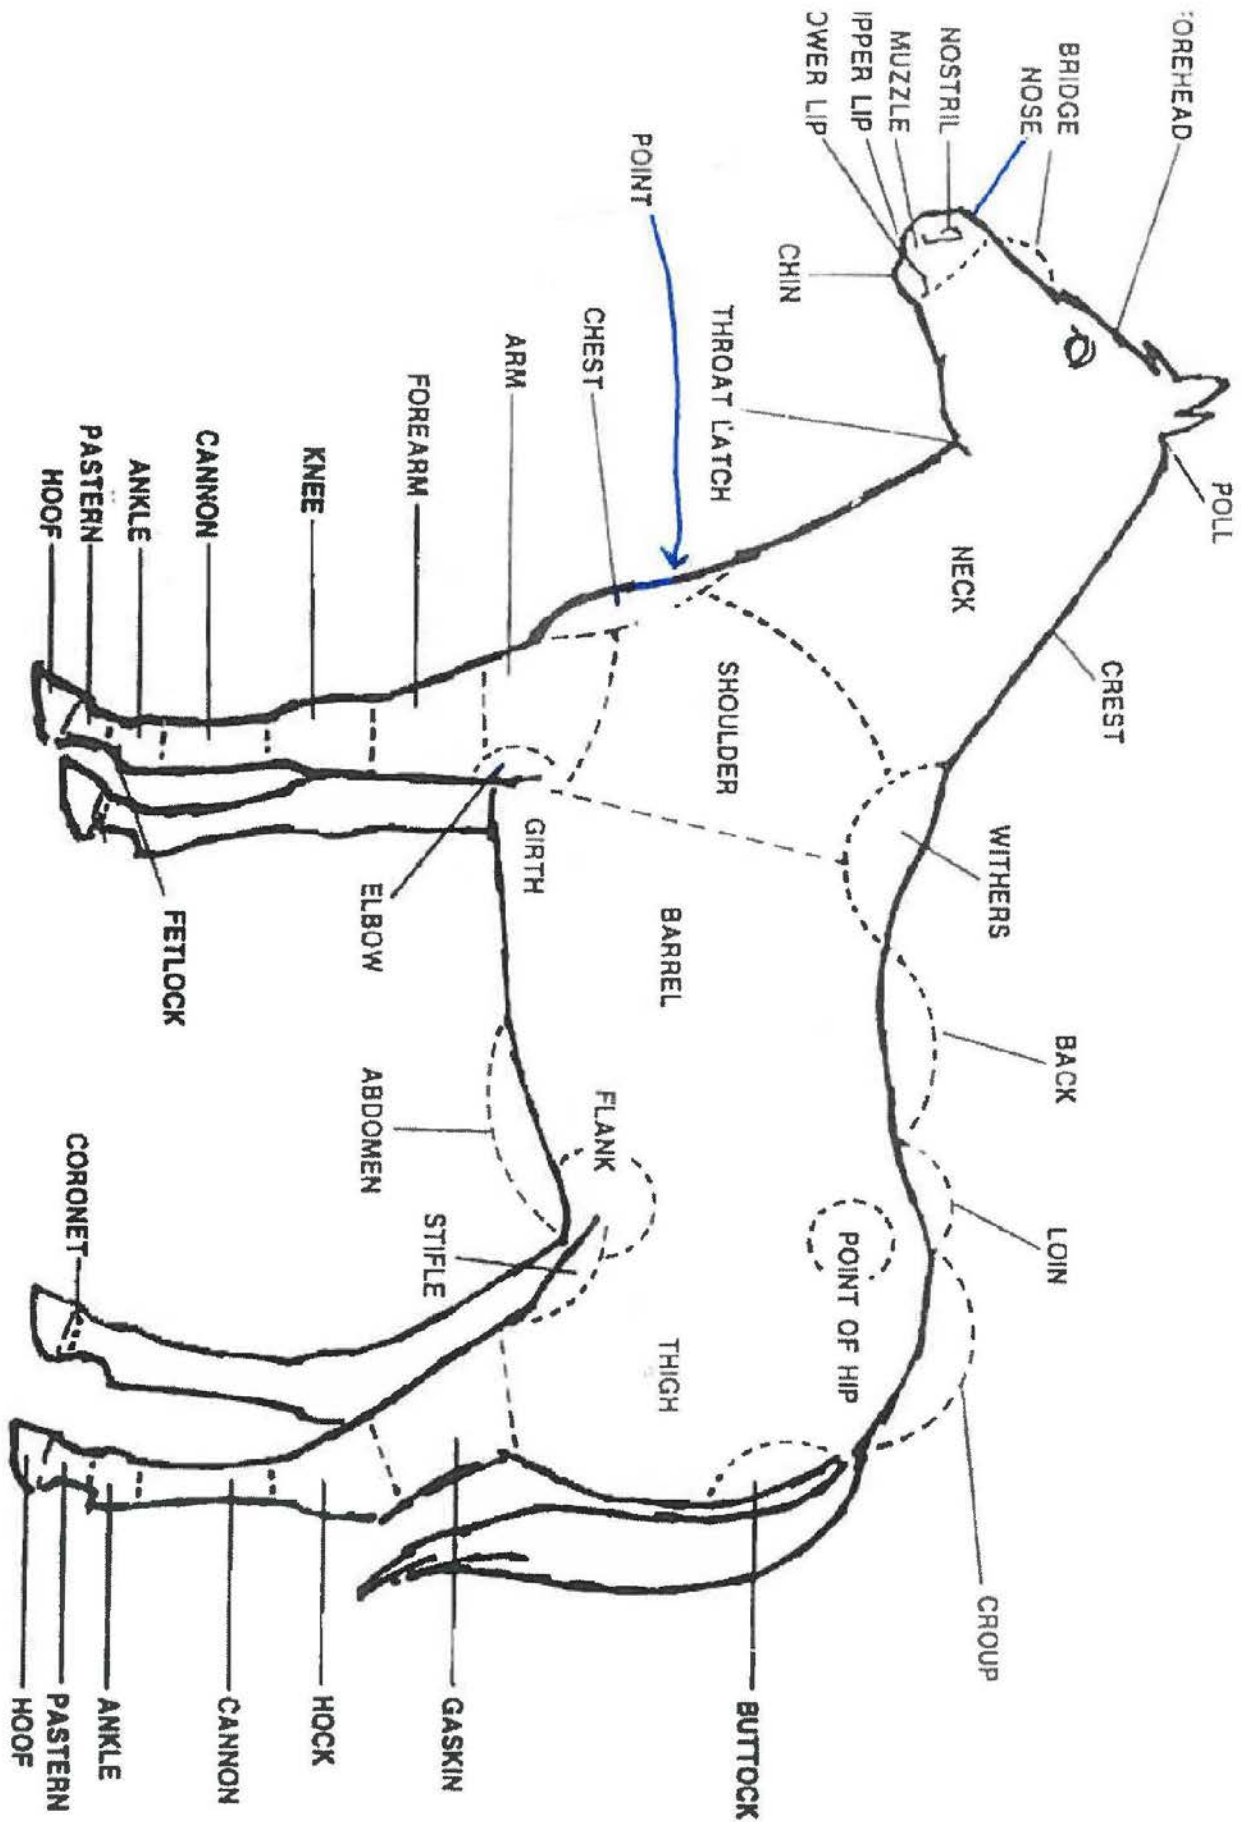 POLL
OREHEAD
CREST
BRIDGE
NOSE
BACK
LOIN
WITHERS
CROUP
NECK
NOSTRIL
MUZZLE
PPER LIP
OWER LIP
CHIN
POINT OF HIP
THROAT LATCH
SHOULDER
BUTTOCK
BARREL
THIGH
POINT
FLANK
CHEST
GIRTH
ARM
GASKIN
STIFLE
FOREARM
ELBOW
ABDOMEN
KNEE
HOCK
CANNON
CANNON
FETLOCK
ANKLE
ANKLE
PASTERN
CORONET
PASTERN
HOOF
HOOF